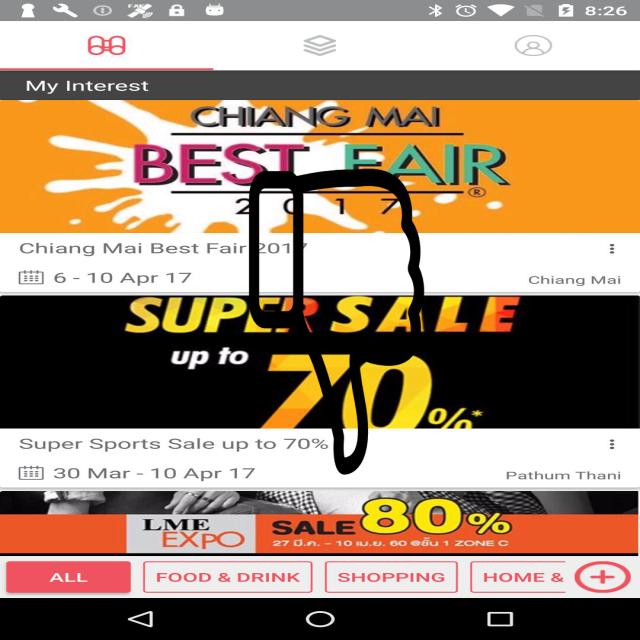 8:26
My Interest
CHIANG MAI
BEST FAIR
®
2017
Chiang Mai Best Fair 2017
6 - 10 Apr 17
Chiang Mai
SUPER SALE
up to
70%*
Super Sports Sale up to 70%
30 Mar - 10 Apr 17
Pathum Thani
LME
EXPO
SALE 80%
27 มี.ค. - 10 เม.ย. 60 @ชั้น 1 ZONE C
ALL
FOOD & DRINK
SHOPPING
HOME &